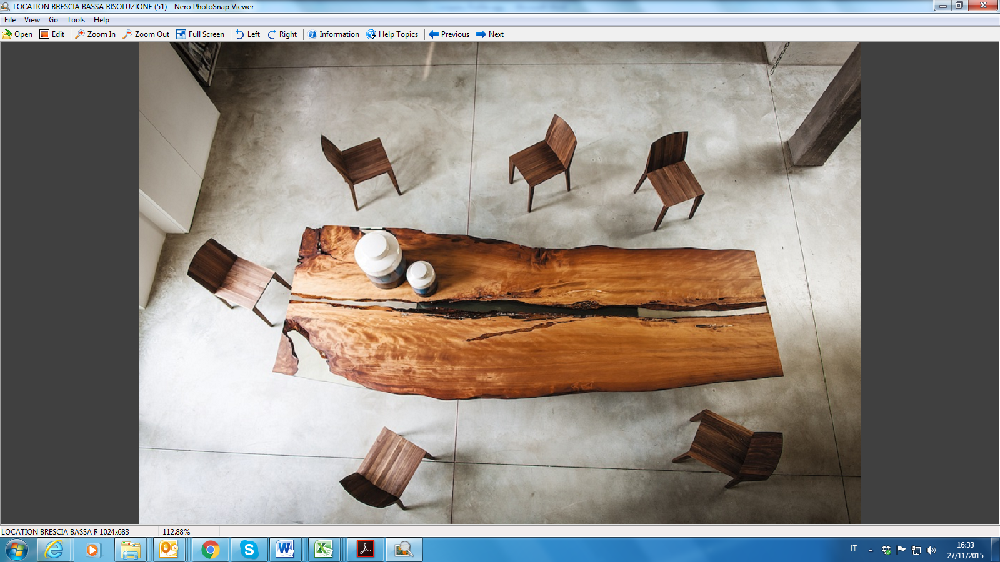 LOCATION BRESCIA BASSA RISOLUZIONE (51) - Nero PhotoSnap Viewer
File View Go Tools Help
Open Edit Zoom In Zoom Out Full Screen Left Right Information Help Topics Previous Next
LOCATION BRESCIA BASSA R 1024x683 112.88%
IT 16:33
27/11/2015